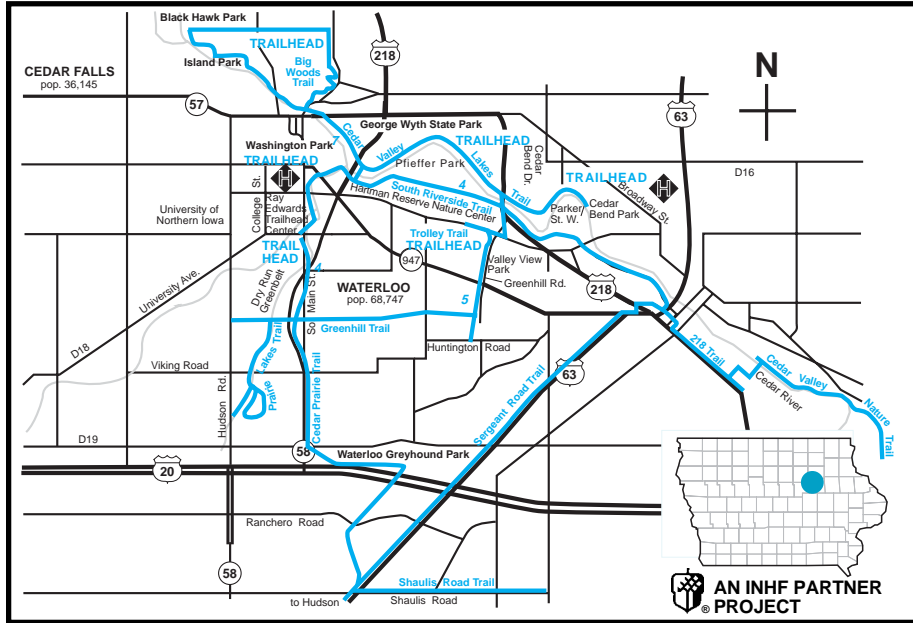 Black Hawk Park
TRAILHEAD
Island Park
Big
Woods
Trail
218
N
CEDAR FALLS
pop. 36,145
57
63
George Wyth State Park
Cedar
Valley
Lakes
Trail
7
Washington Park
TRAILHEAD
TRAILHEAD
Pfieffer Park
Cedar
Bend Dr.
TRAILHEAD
D16
H
H
Broadway St.
4
South Riverside Trail
Hartman Reserve Nature Center
Parker/
St. W.
Cedar
Bend Park
College St.
Ray
Edwards
Trailhead
Center
University of
Northern Iowa
Trolley Trail
TRAILHEAD
TRAIL
HEAD
947
Valley View
Park
Greenhill Rd.
4
University Ave.
Dry Run
Greenbelt
So. Main St.
WATERLOO
pop. 68,747
218
5
Greenhill Trail
D18
Viking Road
Huntington Road
Prairie
Lakes Trail
Hudson Rd.
Cedar Prairie Trail
63
Sergeant Road Trail
218 Trail
Cedar Valley
Nature
Trail
Cedar River
D19
58
Waterloo Greyhound Park
20
Ranchero Road
58
Shaulis Road Trail
to Hudson
Shaulis Road
®
AN INHF PARTNER
PROJECT